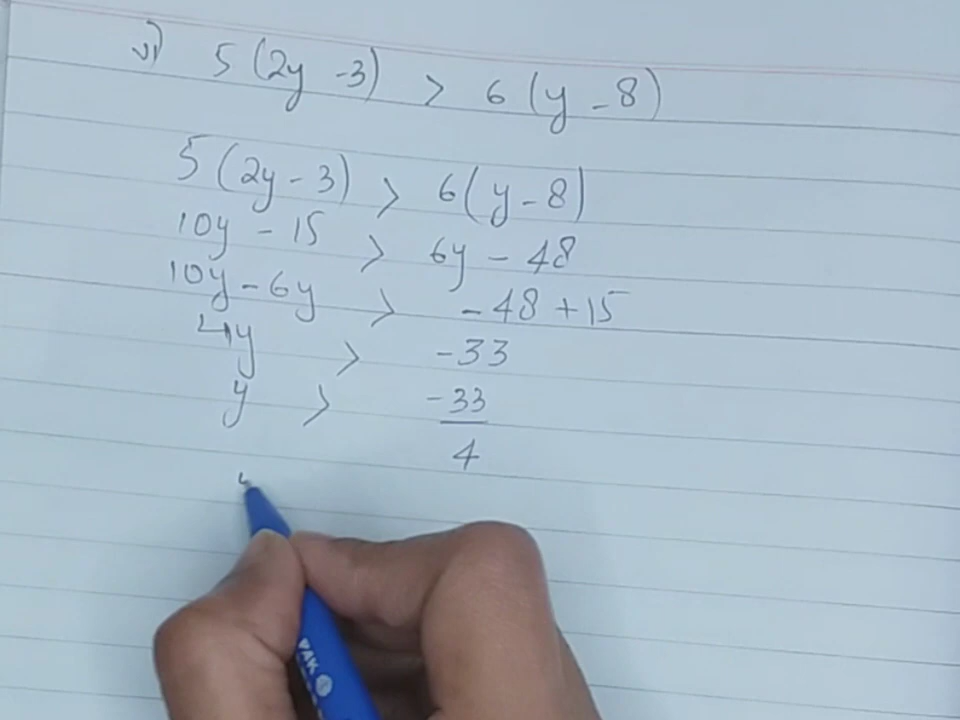 vi) 5(2y - 3) > 6(y - 8)
5(2y - 3) > 6(y - 8)
10y - 15 > 6y - 48
10y - 6y > -48 + 15
4y > -33
y > -33
4
PAK